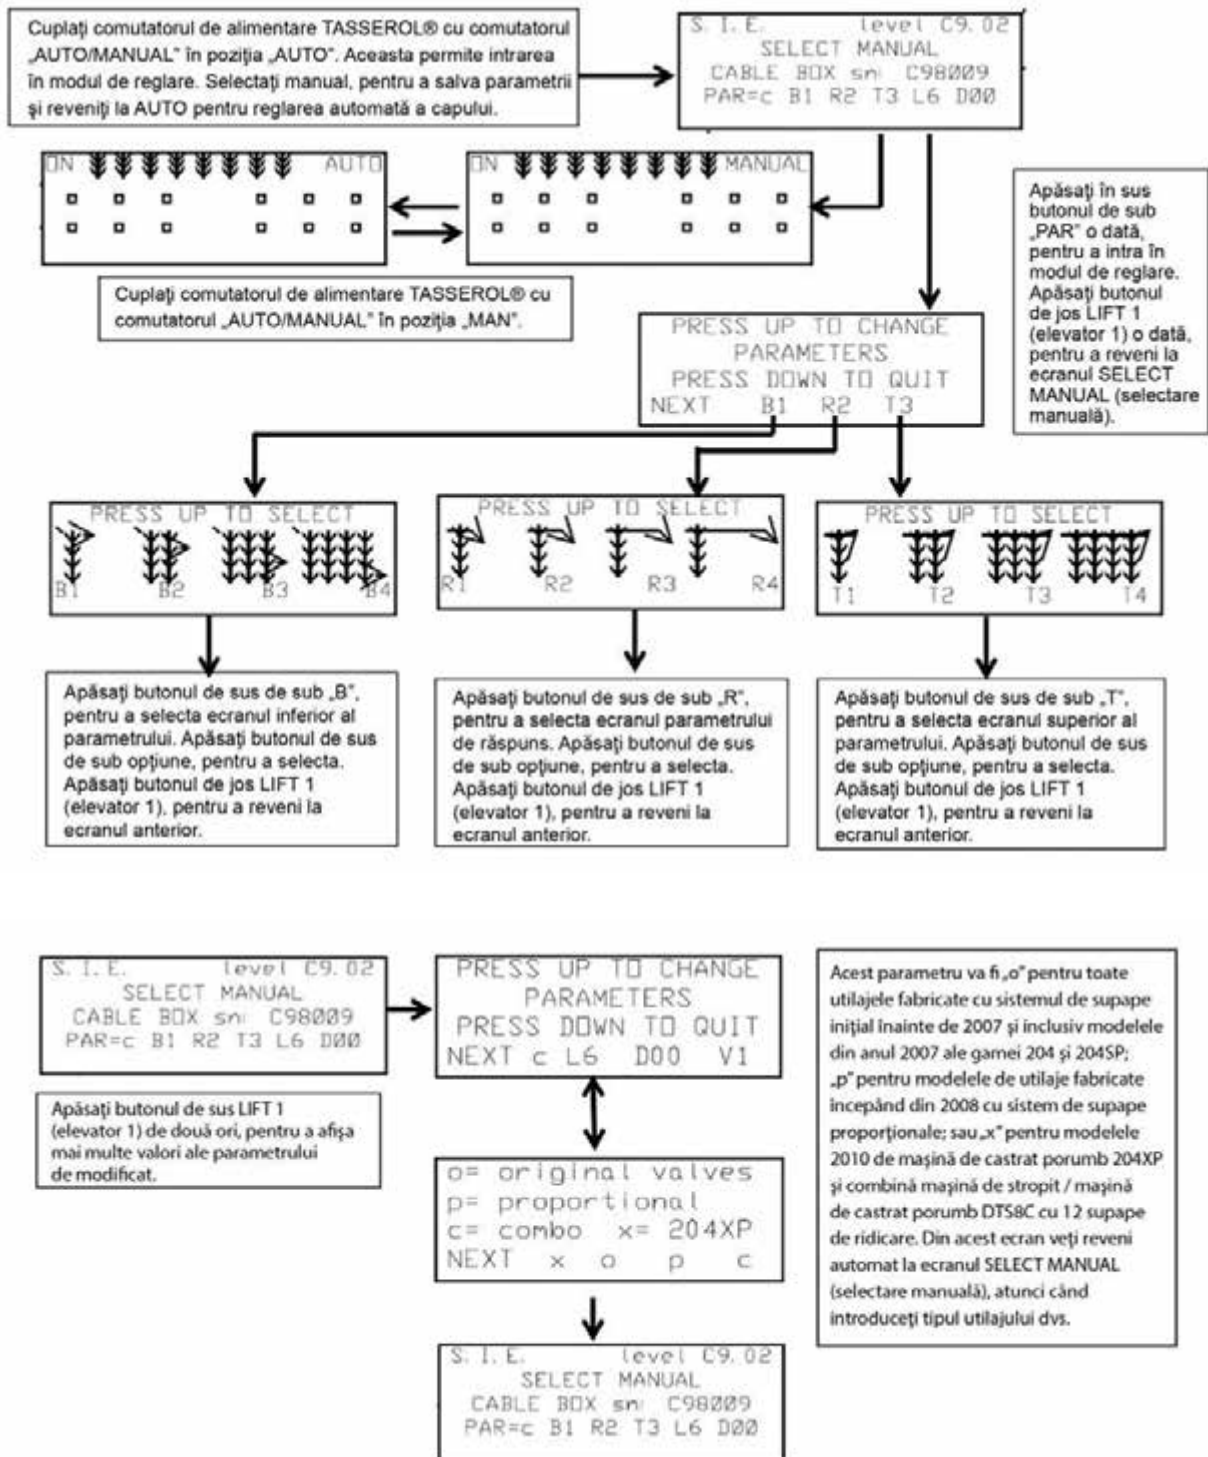 Cuplați comutatorul de alimentare TASSEROL® cu comutatorul
„AUTO/MANUAL” în poziția „AUTO”. Aceasta permite intrarea
în modul de reglare. Selectați manual, pentru a salva parametrii
și reveniți la AUTO pentru reglarea automată a capului.
S. I. E. level C9.02
SELECT MANUAL
CABLE BOX sn: C98009
PAR=c B1 R2 T3 L6 D00
ON AUTO
ON MANUAL
Cuplați comutatorul de alimentare TASSEROL® cu
comutatorul „AUTO/MANUAL” în poziția „MAN”.
Apăsați în sus
butonul de sub
„PAR” o dată,
pentru a intra în
modul de reglare.
Apăsați butonul
de jos LIFT 1
(elevator 1) o dată,
pentru a reveni la
ecranul SELECT
MANUAL (selectare
manuală).
PRESS UP TO CHANGE
PARAMETERS
PRESS DOWN TO QUIT
NEXT B1 R2 T3
PRESS UP TO SELECT
B1 B2 B3 B4
PRESS UP TO SELECT
R1 R2 R3 R4
PRESS UP TO SELECT
T1 T2 T3 T4
Apăsați butonul de sus de sub „B”,
pentru a selecta ecranul inferior al
parametrului. Apăsați butonul de sus
de sub opțiune, pentru a selecta.
Apăsați butonul de jos LIFT 1
(elevator 1), pentru a reveni la
ecranul anterior.
Apăsați butonul de sus de sub „R”,
pentru a selecta ecranul parametrului
de răspuns. Apăsați butonul de sus
de sub opțiune, pentru a selecta.
Apăsați butonul de jos LIFT 1
(elevator 1), pentru a reveni la
ecranul anterior.
Apăsați butonul de sus de sub „T”,
pentru a selecta ecranul superior al
parametrului. Apăsați butonul de sus
de sub opțiune, pentru a selecta.
Apăsați butonul de jos LIFT 1
(elevator 1), pentru a reveni la
ecranul anterior.
S. I. E. level C9.02
SELECT MANUAL
CABLE BOX sn: C98009
PAR=c B1 R2 T3 L6 D00
Apăsați butonul de sus LIFT 1
(elevator 1) de două ori, pentru a afișa
mai multe valori ale parametrului
de modificat.
PRESS UP TO CHANGE
PARAMETERS
PRESS DOWN TO QUIT
NEXT c L6 D00 V1
o= original valves
p= proportional
c= combo x= 204XP
NEXT x o p c
S. I. E. level C9.02
SELECT MANUAL
CABLE BOX sn: C98009
PAR=c B1 R2 T3 L6 D00
Acest parametru va fi „o” pentru toate
utilajele fabricate cu sistemul de supape
inițial înainte de 2007 și inclusiv modelele
din anul 2007 ale gamei 204 și 204SP;
„p” pentru modelele de utilaje fabricate
începând din 2008 cu sistem de supape
proporționale; sau „x” pentru modelele
2010 de mașină de castrat porumb 204XP
și combină mașină de stropit / mașină
de castrat porumb DTS8C cu 12 supape
de ridicare. Din acest ecran veți reveni
automat la ecranul SELECT MANUAL
(selectare manuală), atunci când
introduceți tipul utilajului dvs.